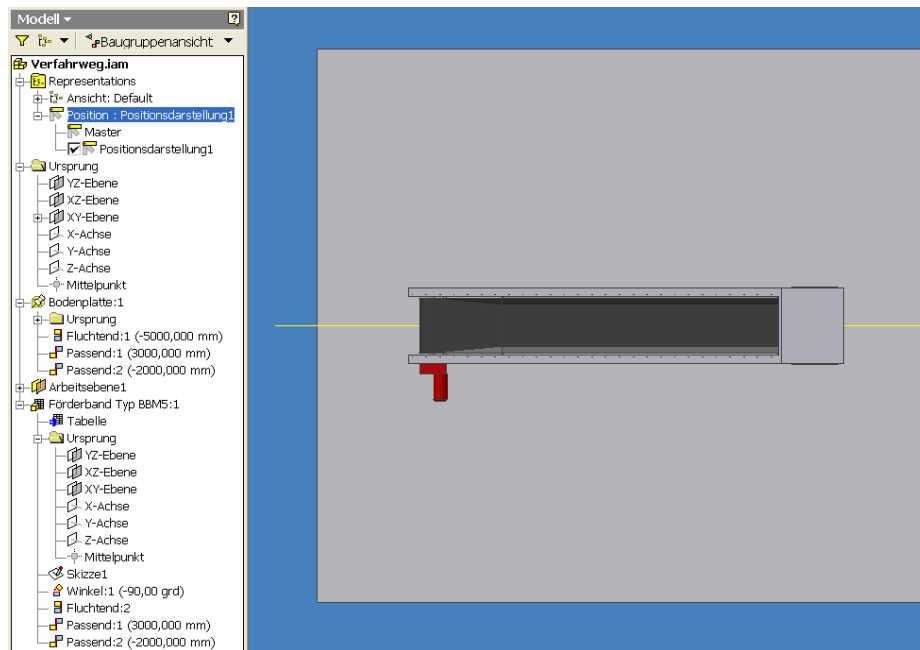 Modell
Baugruppenansicht
Verfahrweg.iam
Representations
Ansicht: Default
Position : Positionsdarstellung1
Master
Positionsdarstellung1
Ursprung
YZ-Ebene
XZ-Ebene
XY-Ebene
X-Achse
Y-Achse
Z-Achse
Mittelpunkt
Bodenplatte:1
Ursprung
Fluchtend:1 (-5000,000 mm)
Passend:1 (3000,000 mm)
Passend:2 (-2000,000 mm)
Arbeitsebene1
Förderband Typ BBM5:1
Tabelle
Ursprung
YZ-Ebene
XZ-Ebene
XY-Ebene
X-Achse
Y-Achse
Z-Achse
Mittelpunkt
Skizze1
Winkel:1 (-90,00 grd)
Fluchtend:2
Passend:1 (3000,000 mm)
Passend:2 (-2000,000 mm)